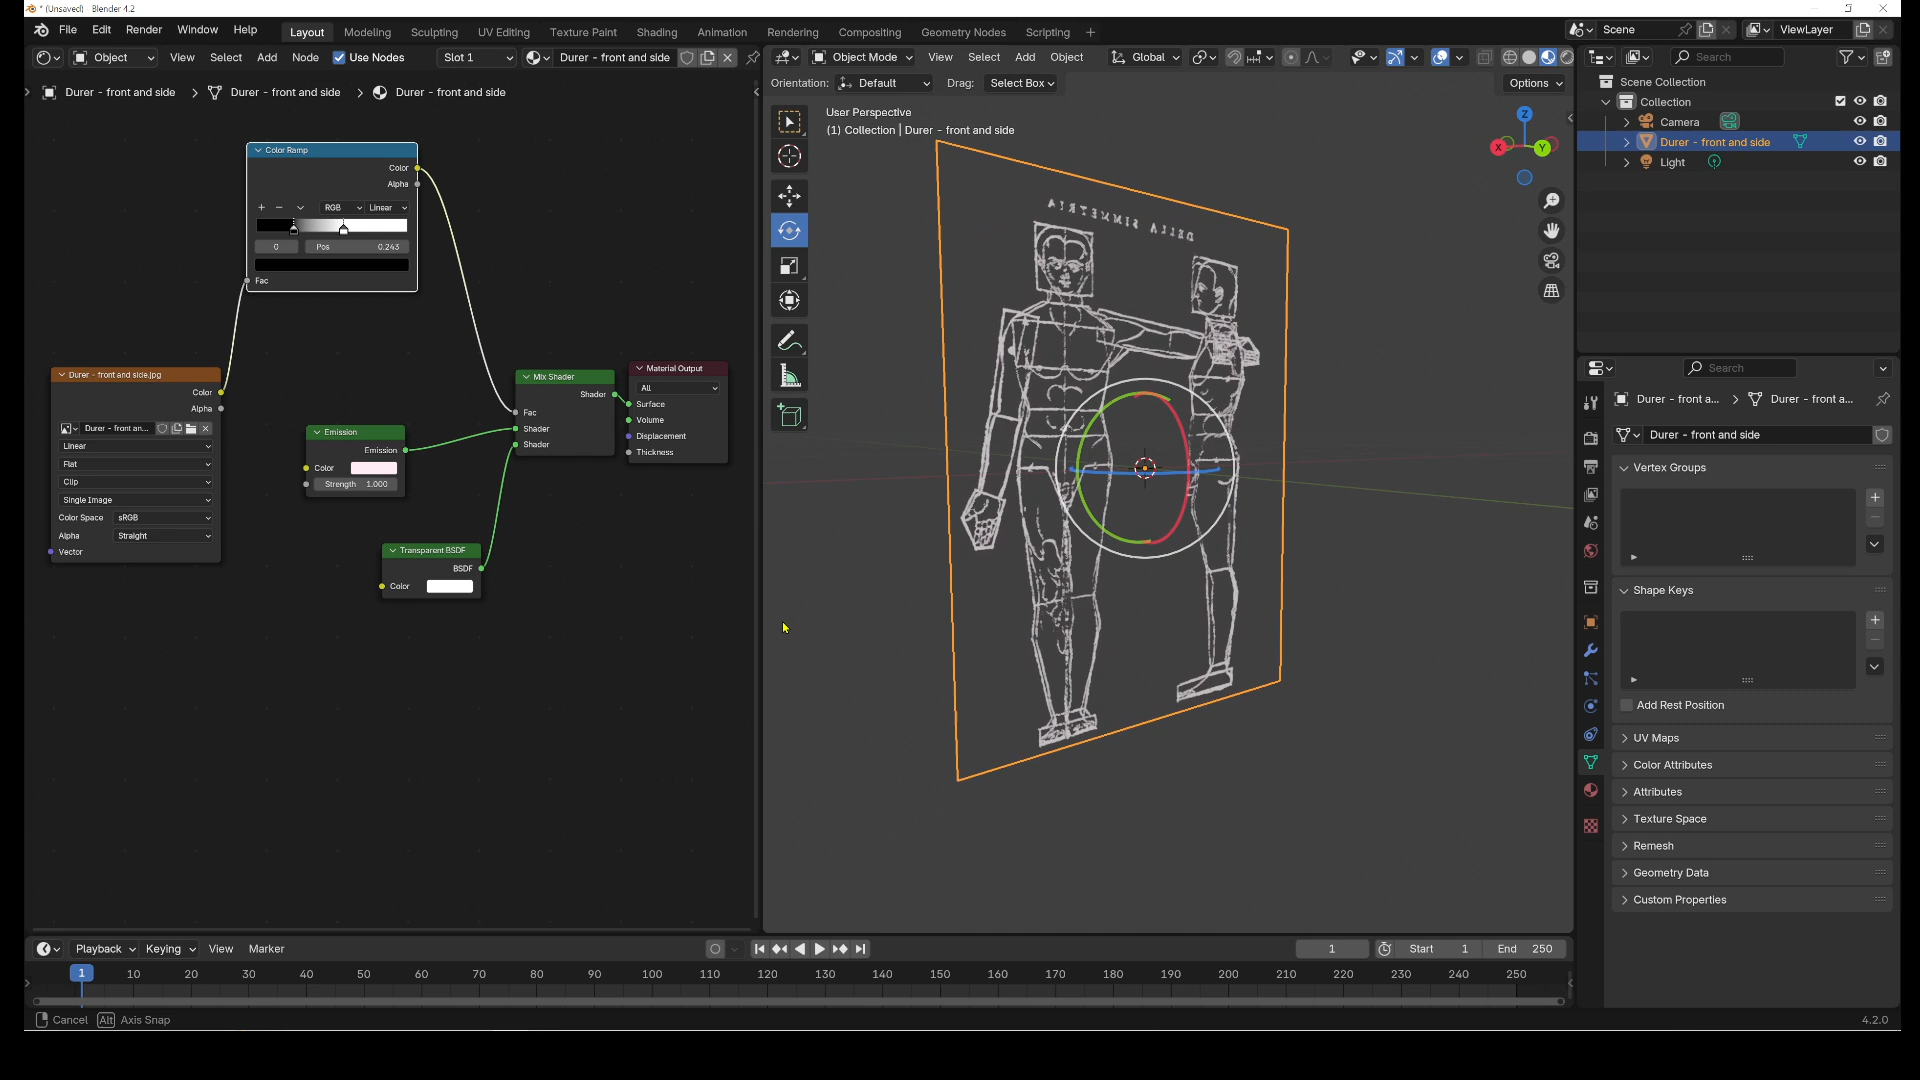 * (Unsaved) - Blender 4.2
File Edit Render Window Help Layout Modeling Sculpting UV Editing Texture Paint Shading Animation Rendering Compositing Geometry Nodes Scripting + Scene ViewLayer
Object View Select Add Node Use Nodes Slot 1 Durer - front and side
Object Mode View Select Add Object Global
Search
Orientation: Default Drag: Select Box Options
Durer - front and side > Durer - front and side > Durer - front and side
User Perspective
(1) Collection | Durer - front and side
Z
X
Y
DELLA SIMMETRIA
Scene Collection
Collection
Camera
Durer - front and side
Light
Color Ramp
Color
Alpha
RGB Linear
0 Pos 0.243
Fac
Durer - front and side.jpg
Color
Alpha
Durer - front an...
Linear
Flat
Clip
Single Image
Color Space sRGB
Alpha Straight
Vector
Emission
Emission
Color
Strength 1.000
Transparent BSDF
BSDF
Color
Mix Shader
Shader
Fac
Shader
Shader
Material Output
All
Surface
Volume
Displacement
Thickness
Search
Durer - front a... > Durer - front a...
Durer - front and side
Vertex Groups
Shape Keys
Add Rest Position
UV Maps
Color Attributes
Attributes
Texture Space
Remesh
Geometry Data
Custom Properties
Playback Keying View Marker
1 Start 1 End 250
1 10 20 30 40 50 60 70 80 90 100 110 120 130 140 150 160 170 180 190 200 210 220 230 240 250
Cancel Alt Axis Snap
4.2.0